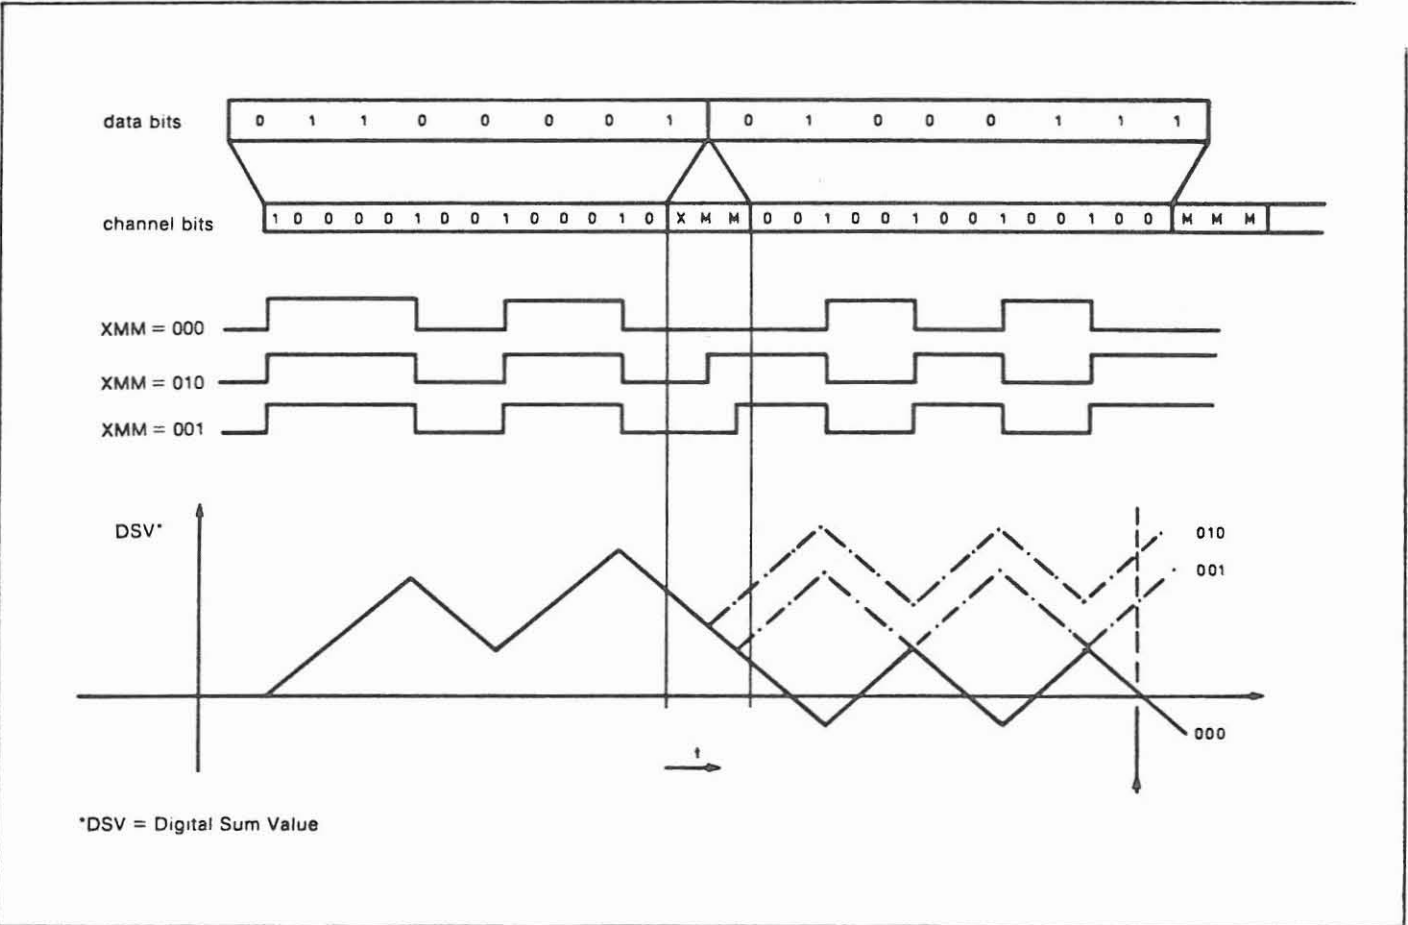 data bits 0 1 1 0 0 0 0 1 0 1 0 0 0 1 1 1
channel bits 1 0 0 0 0 1 0 0 1 0 0 0 1 0 X M M 0 0 1 0 0 1 0 0 1 0 0 1 0 0 M M M
XMM = 000
XMM = 010
XMM = 001
DSV*
010
001
000
t
*DSV = Digital Sum Value